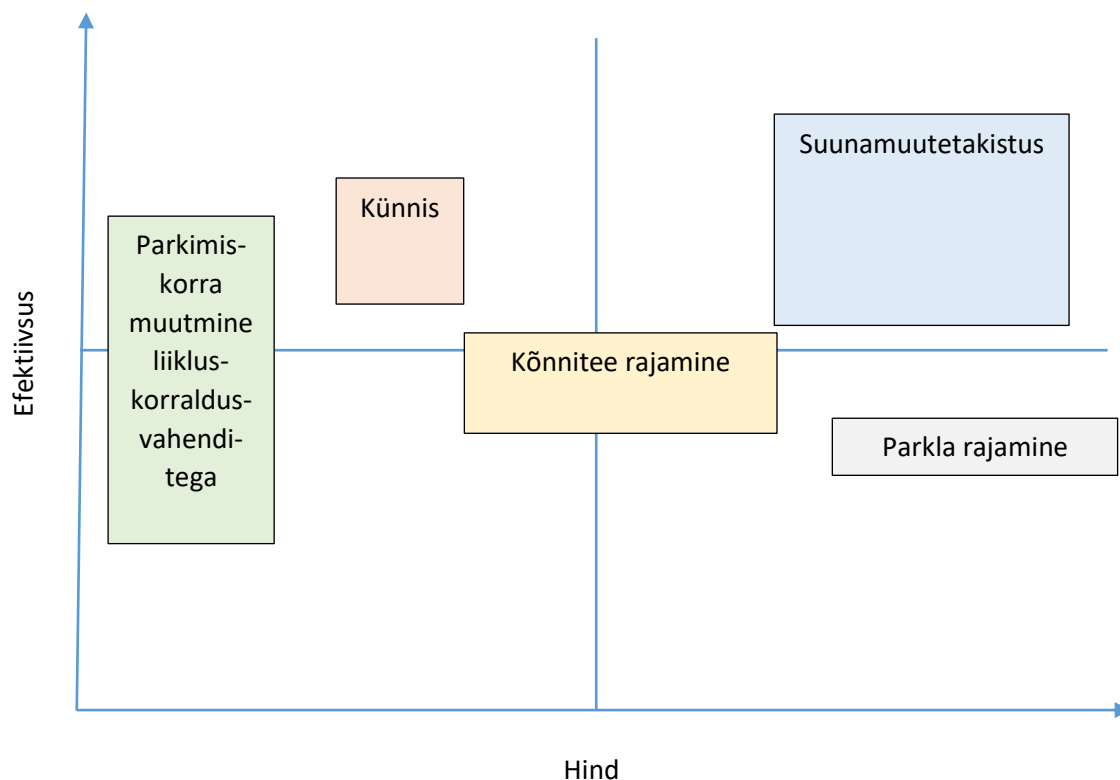 Suunamuutetakistus
Künnis
Parkimis-
korra
muutmine
liiklus-
korraldus-
vahendi-
tega
Kõnnitee rajamine
Parkla rajamine
Efektiivsus
Hind